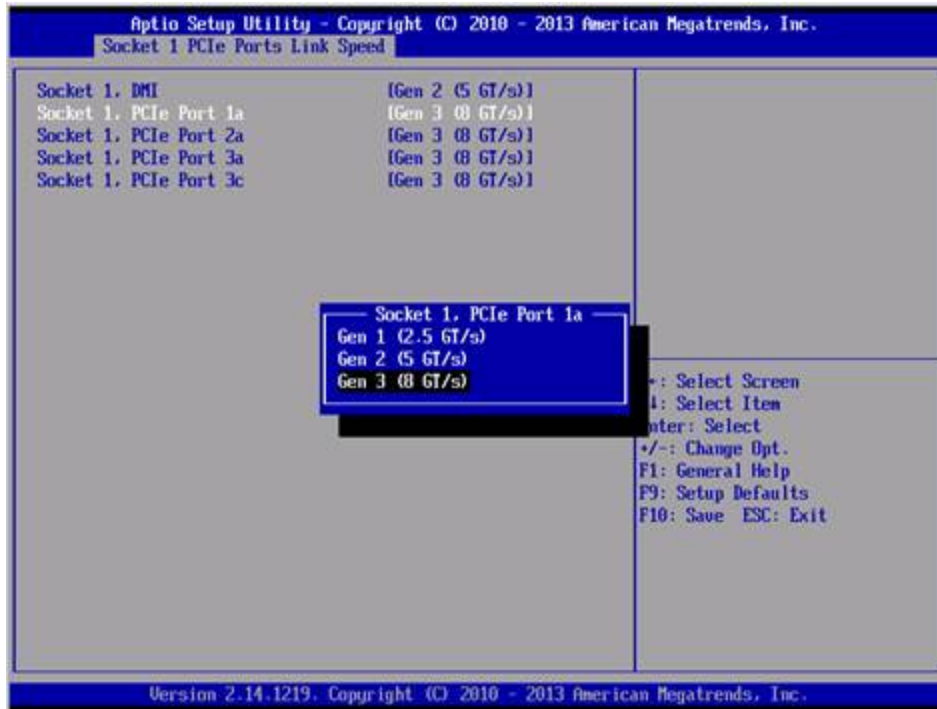 Aptio Setup Utility - Copyright (C) 2010 - 2013 American Megatrends, Inc.
Socket 1 PCIe Ports Link Speed
Socket 1, DMI [Gen 2 (5 GT/s)]
Socket 1, PCIe Port 1a [Gen 3 (8 GT/s)]
Socket 1, PCIe Port 2a [Gen 3 (8 GT/s)]
Socket 1, PCIe Port 3a [Gen 3 (8 GT/s)]
Socket 1, PCIe Port 3c [Gen 3 (8 GT/s)]
Socket 1, PCIe Port 1a
Gen 1 (2.5 GT/s)
Gen 2 (5 GT/s)
Gen 3 (8 GT/s)
: Select Screen
: Select Item
nter: Select
+/-: Change Opt.
F1: General Help
F9: Setup Defaults
F10: Save ESC: Exit
Version 2.14.1219. Copyright (C) 2010 - 2013 American Megatrends, Inc.